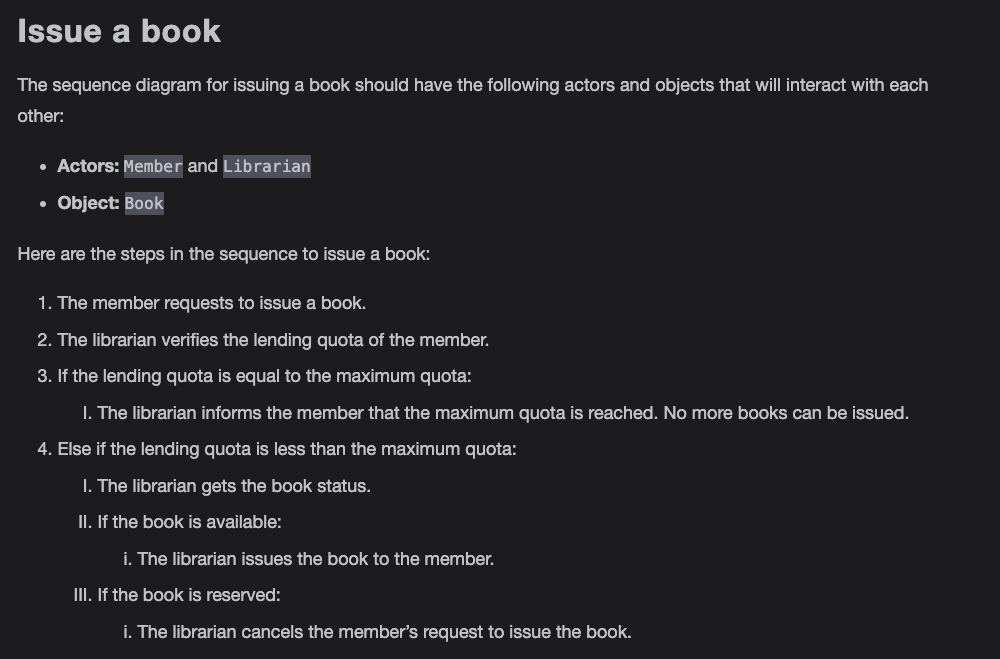 Issue a book
The sequence diagram for issuing a book should have the following actors and objects that will interact with each
other:
• Actors: Member and Librarian
• Object: Book
Here are the steps in the sequence to issue a book:
1. The member requests to issue a book.
2. The librarian verifies the lending quota of the member.
3. If the lending quota is equal to the maximum quota:
I. The librarian informs the member that the maximum quota is reached. No more books can be issued.
4. Else if the lending quota is less than the maximum quota:
I. The librarian gets the book status.
II. If the book is available:
i. The librarian issues the book to the member.
III. If the book is reserved:
i. The librarian cancels the member’s request to issue the book.